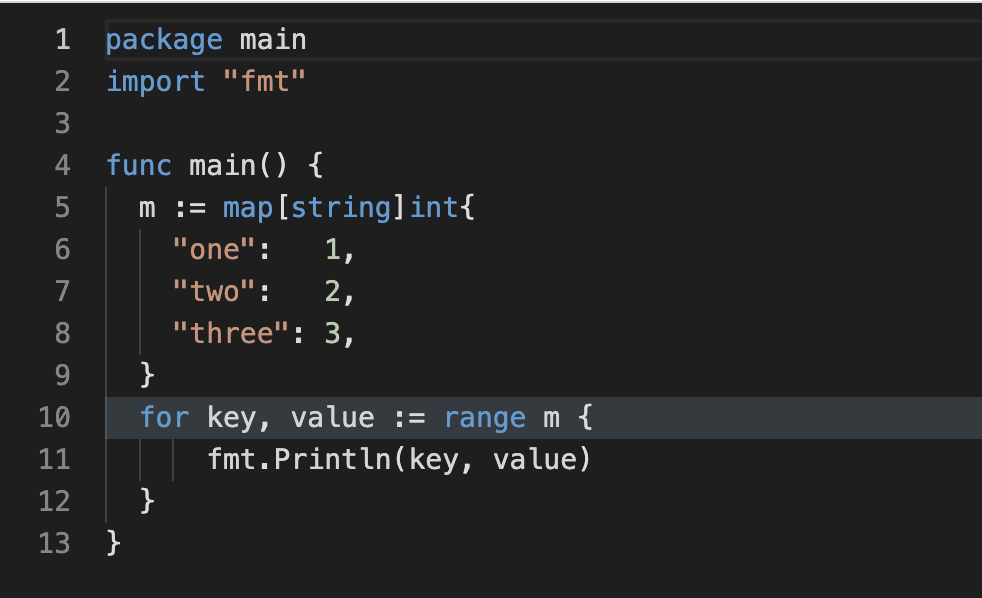 1 package main
2 import "fmt"
3
4 func main() {
5   m := map[string]int{
6     "one":   1,
7     "two":   2,
8     "three": 3,
9   }
10   for key, value := range m {
11       fmt.Println(key, value)
12   }
13 }